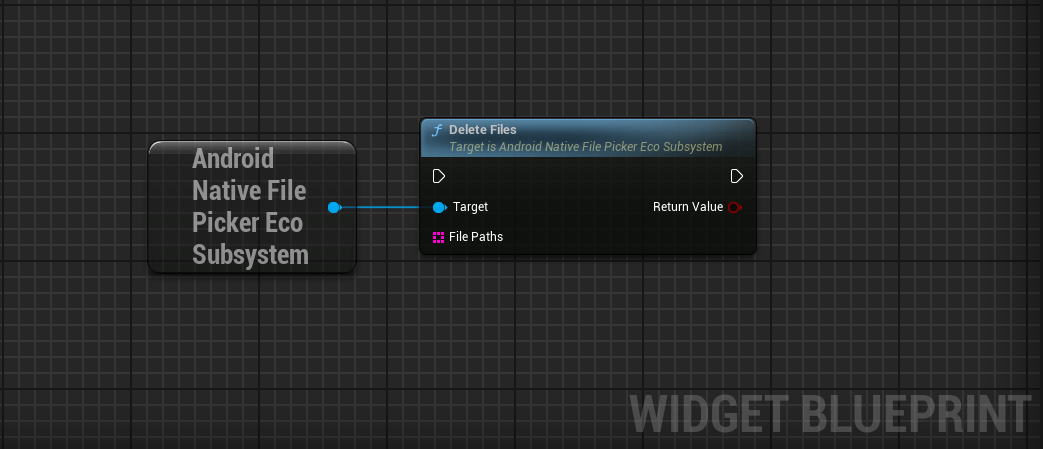 Android
Native File
Picker Eco
Subsystem
f Delete Files
Target is Android Native File Picker Eco Subsystem
Target
Return Value
File Paths
WIDGET BLUEPRINT